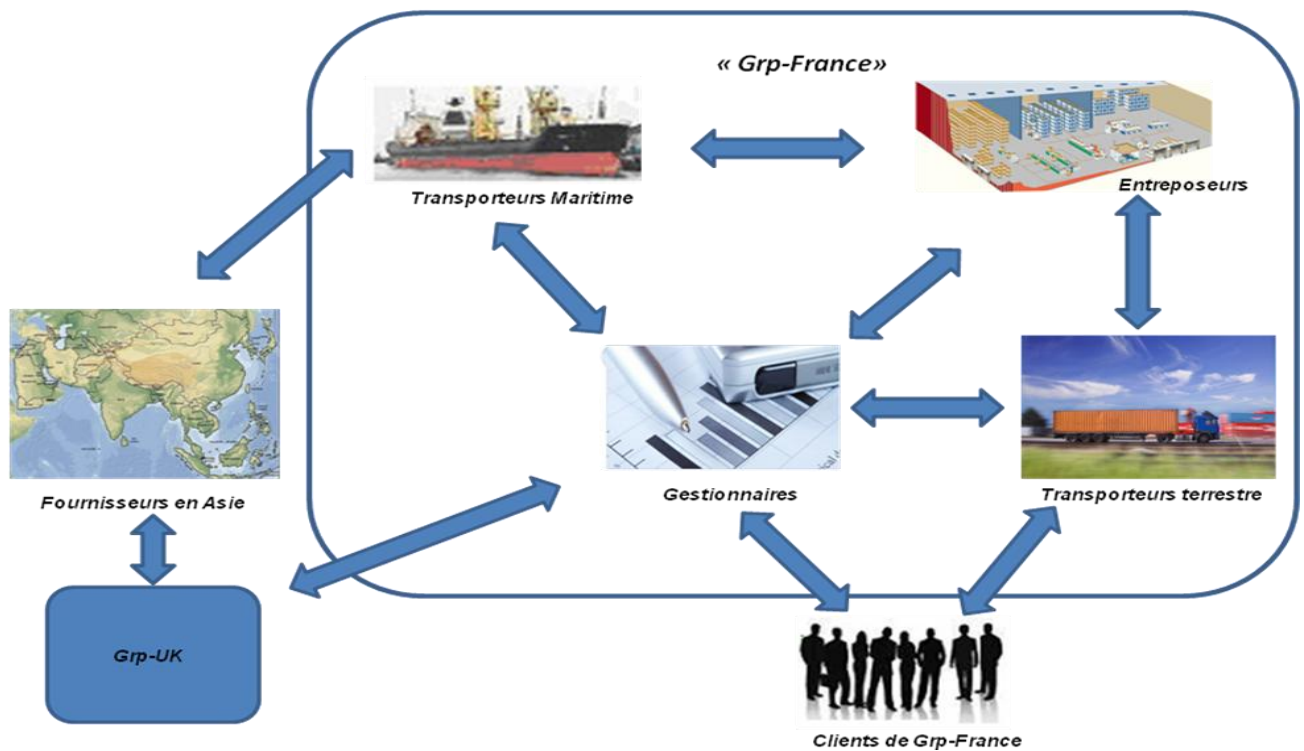 « Grp-France»
Transporteurs Maritime
Entreposeurs
Fournisseurs en Asie
Gestionnaires
Transporteurs terrestre
Grp-UK
Clients de Grp-France